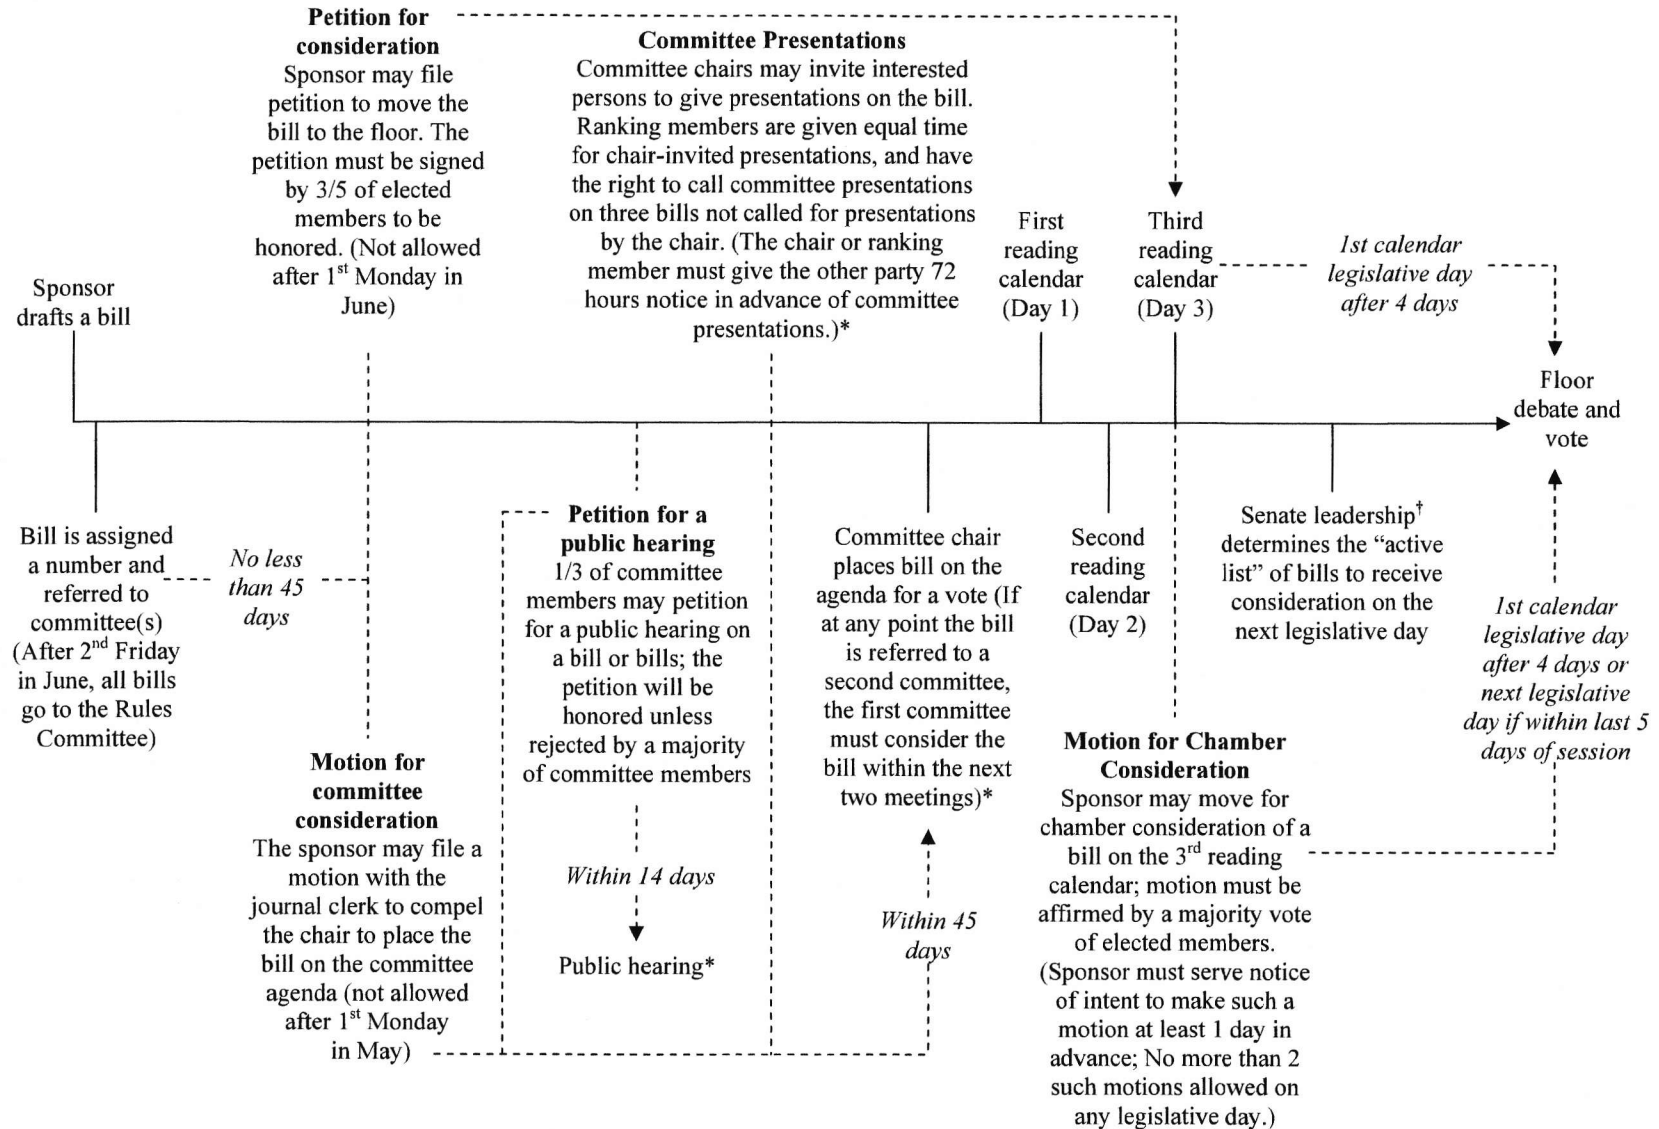 Petition for
consideration
Sponsor may file
petition to move the
bill to the floor. The
petition must be signed
by 3/5 of elected
members to be
honored. (Not allowed
after 1st Monday in
June)
Committee Presentations
Committee chairs may invite interested
persons to give presentations on the bill.
Ranking members are given equal time
for chair-invited presentations, and have
the right to call committee presentations
on three bills not called for presentations
by the chair. (The chair or ranking
member must give the other party 72
hours notice in advance of committee
presentations.)*
First
reading
calendar
(Day 1)
Third
reading
calendar
(Day 3)
1st calendar
legislative day
after 4 days
Sponsor
drafts a bill
Floor
debate and
vote
Bill is assigned
a number and
referred to
committee(s)
(After 2nd Friday
in June, all bills
go to the Rules
Committee)
No less
than 45
days
Motion for
committee
consideration
The sponsor may file a
motion with the
journal clerk to compel
the chair to place the
bill on the committee
agenda (not allowed
after 1st Monday
in May)
Petition for a
public hearing
1/3 of committee
members may petition
for a public hearing on
a bill or bills; the
petition will be
honored unless
rejected by a majority
of committee members
Within 14 days
Public hearing*
Committee chair
places bill on the
agenda for a vote (If
at any point the bill
is referred to a
second committee,
the first committee
must consider the
bill within the next
two meetings)*
Within 45
days
Second
reading
calendar
(Day 2)
Motion for Chamber
Consideration
Sponsor may move for
chamber consideration of a
bill on the 3rd reading
calendar; motion must be
affirmed by a majority vote
of elected members.
(Sponsor must serve notice
of intent to make such a
motion at least 1 day in
advance; No more than 2
such motions allowed on
any legislative day.)
Senate leadership†
determines the “active
list” of bills to receive
consideration on the
next legislative day
1st calendar
legislative day
after 4 days or
next legislative
day if within last 5
days of session